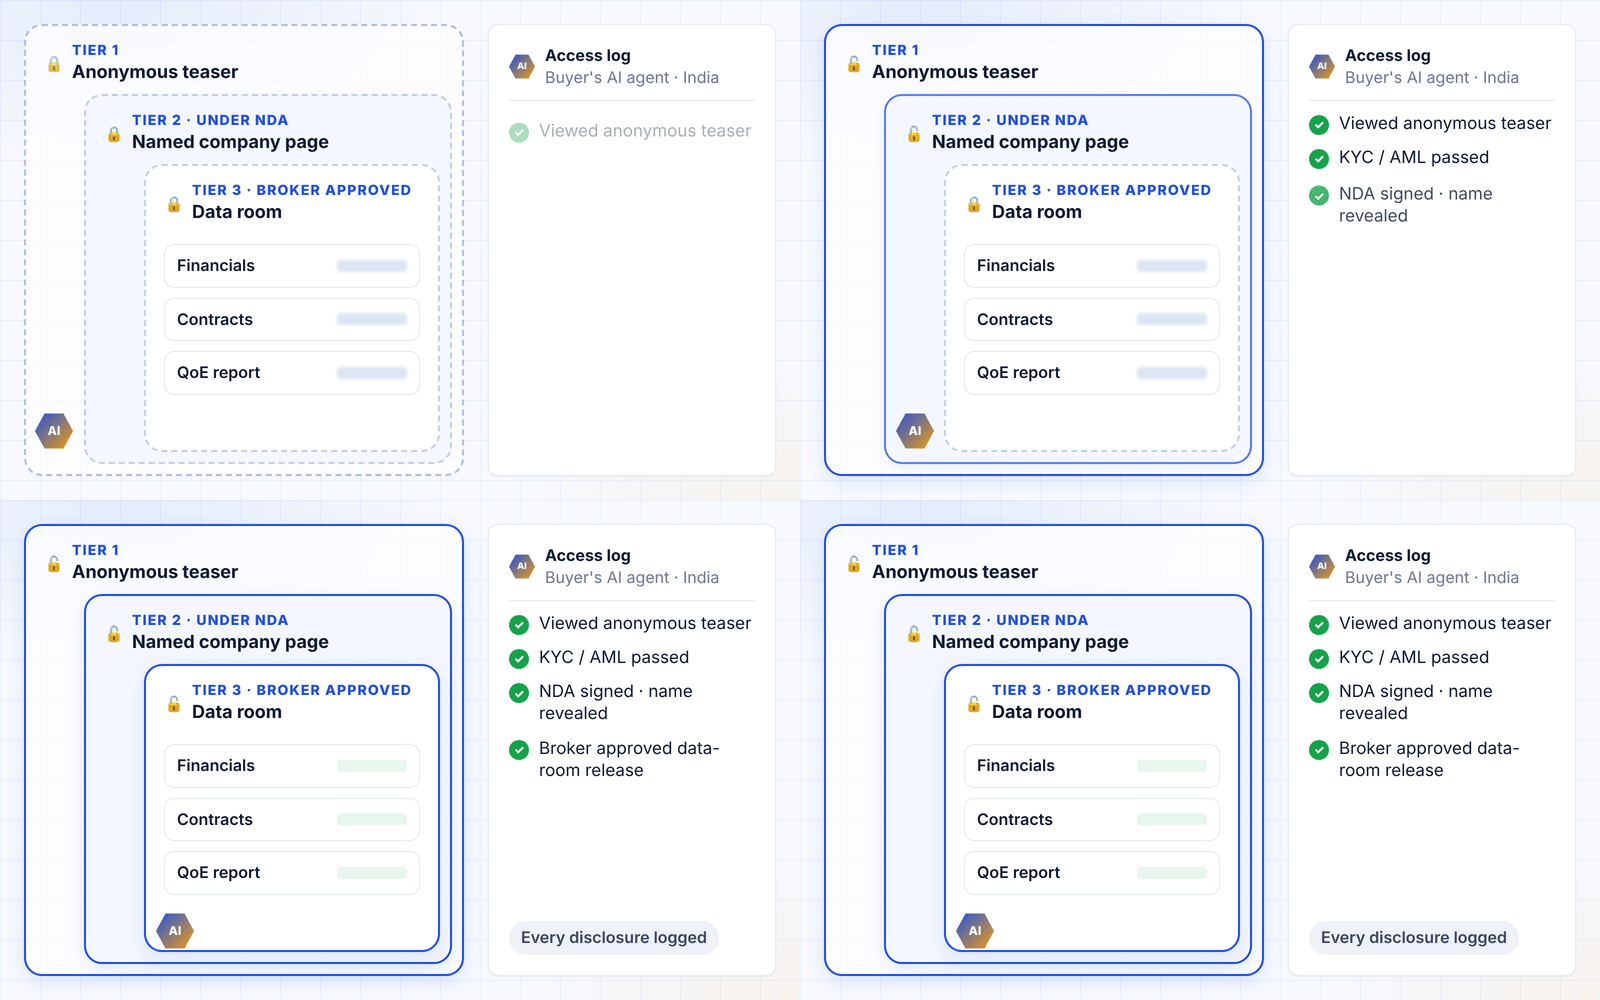 TIER 1
Anonymous teaser
TIER 2 · UNDER NDA
Named company page
TIER 3 · BROKER APPROVED
Data room
Financials
Contracts
QoE report
AI
AI
Access log
Buyer's AI agent · India
Viewed anonymous teaser
TIER 1
Anonymous teaser
TIER 2 · UNDER NDA
Named company page
TIER 3 · BROKER APPROVED
Data room
Financials
Contracts
QoE report
AI
AI
Access log
Buyer's AI agent · India
Viewed anonymous teaser
KYC / AML passed
NDA signed · name
revealed
TIER 1
Anonymous teaser
TIER 2 · UNDER NDA
Named company page
TIER 3 · BROKER APPROVED
Data room
Financials
Contracts
QoE report
AI
AI
Access log
Buyer's AI agent · India
Viewed anonymous teaser
KYC / AML passed
NDA signed · name
revealed
Broker approved data-
room release
Every disclosure logged
TIER 1
Anonymous teaser
TIER 2 · UNDER NDA
Named company page
TIER 3 · BROKER APPROVED
Data room
Financials
Contracts
QoE report
AI
AI
Access log
Buyer's AI agent · India
Viewed anonymous teaser
KYC / AML passed
NDA signed · name
revealed
Broker approved data-
room release
Every disclosure logged